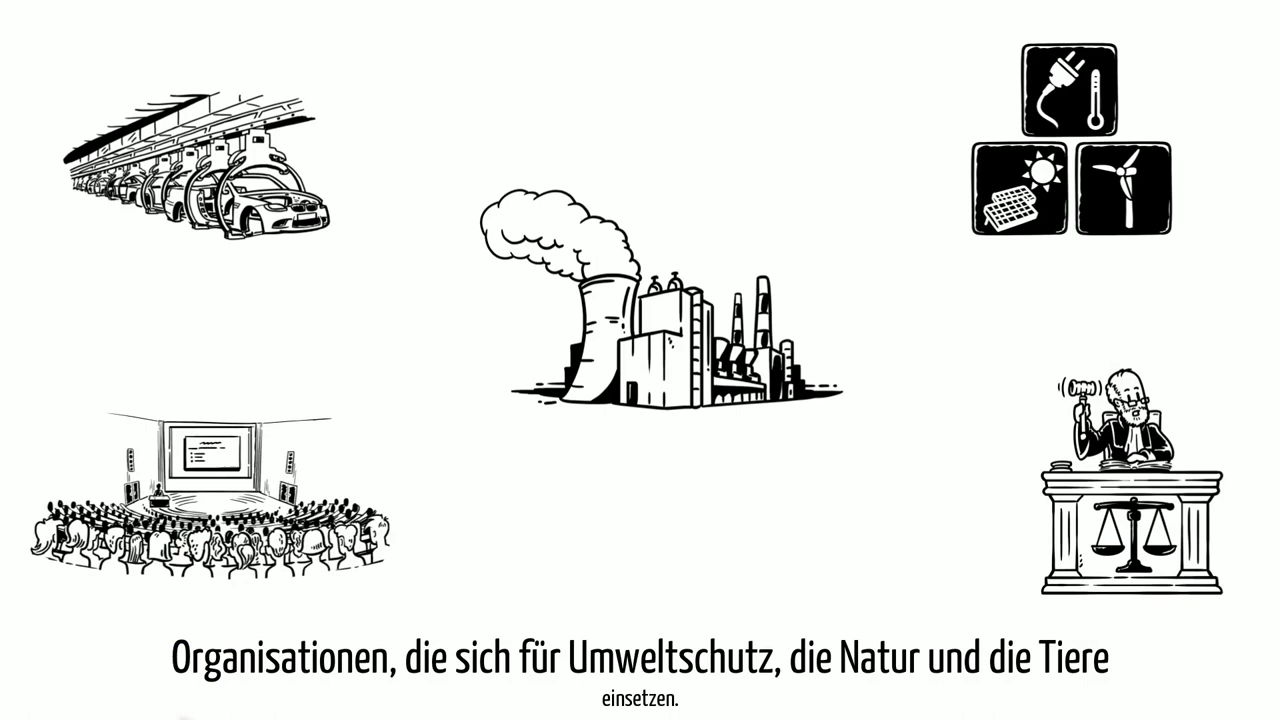 Organisationen, die sich für Umweltschutz, die Natur und die Tiere
einsetzen.